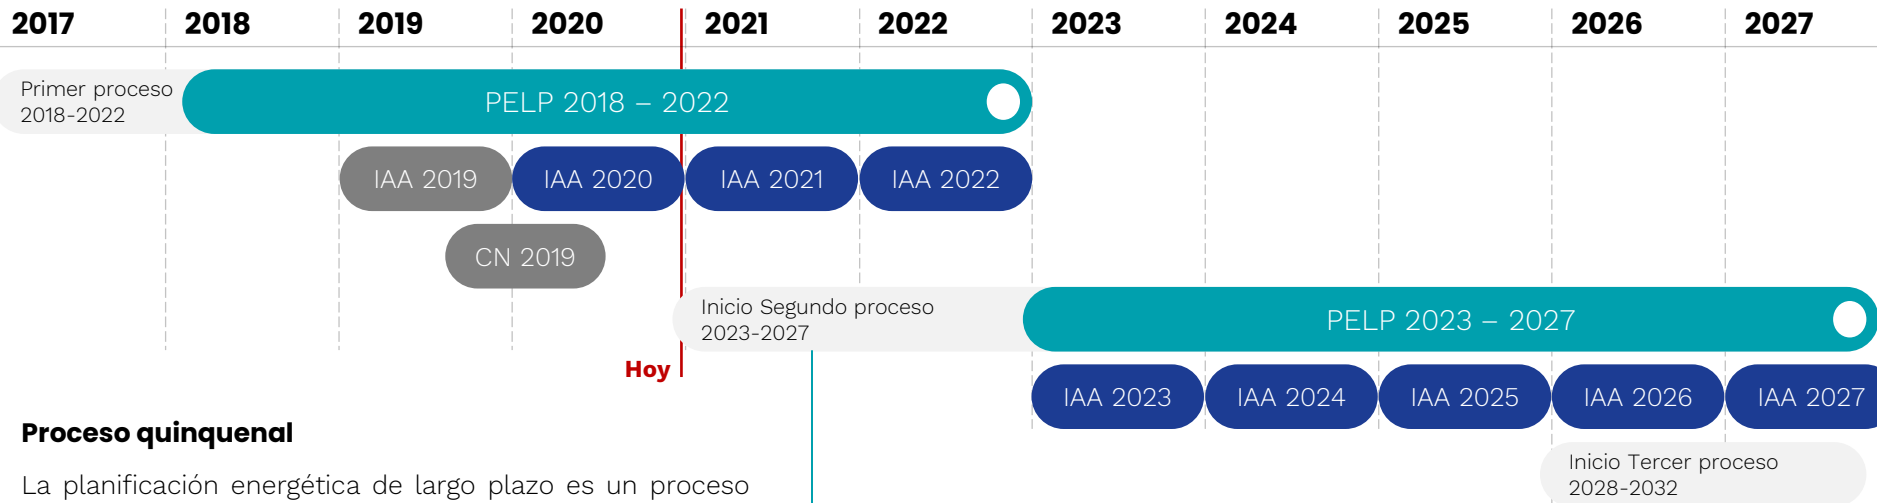 2017 2018 2019 2020 2021 2022 2023 2024 2025 2026 2027
Primer proceso
2018-2022
PELP 2018 – 2022
IAA 2019 IAA 2020 IAA 2021 IAA 2022
CN 2019
Inicio Segundo proceso
2023-2027
PELP 2023 – 2027
Hoy
IAA 2023 IAA 2024 IAA 2025 IAA 2026 IAA 2027
Inicio Tercer proceso
2028-2032
Proceso quinquenal
La planificación energética de largo plazo es un proceso